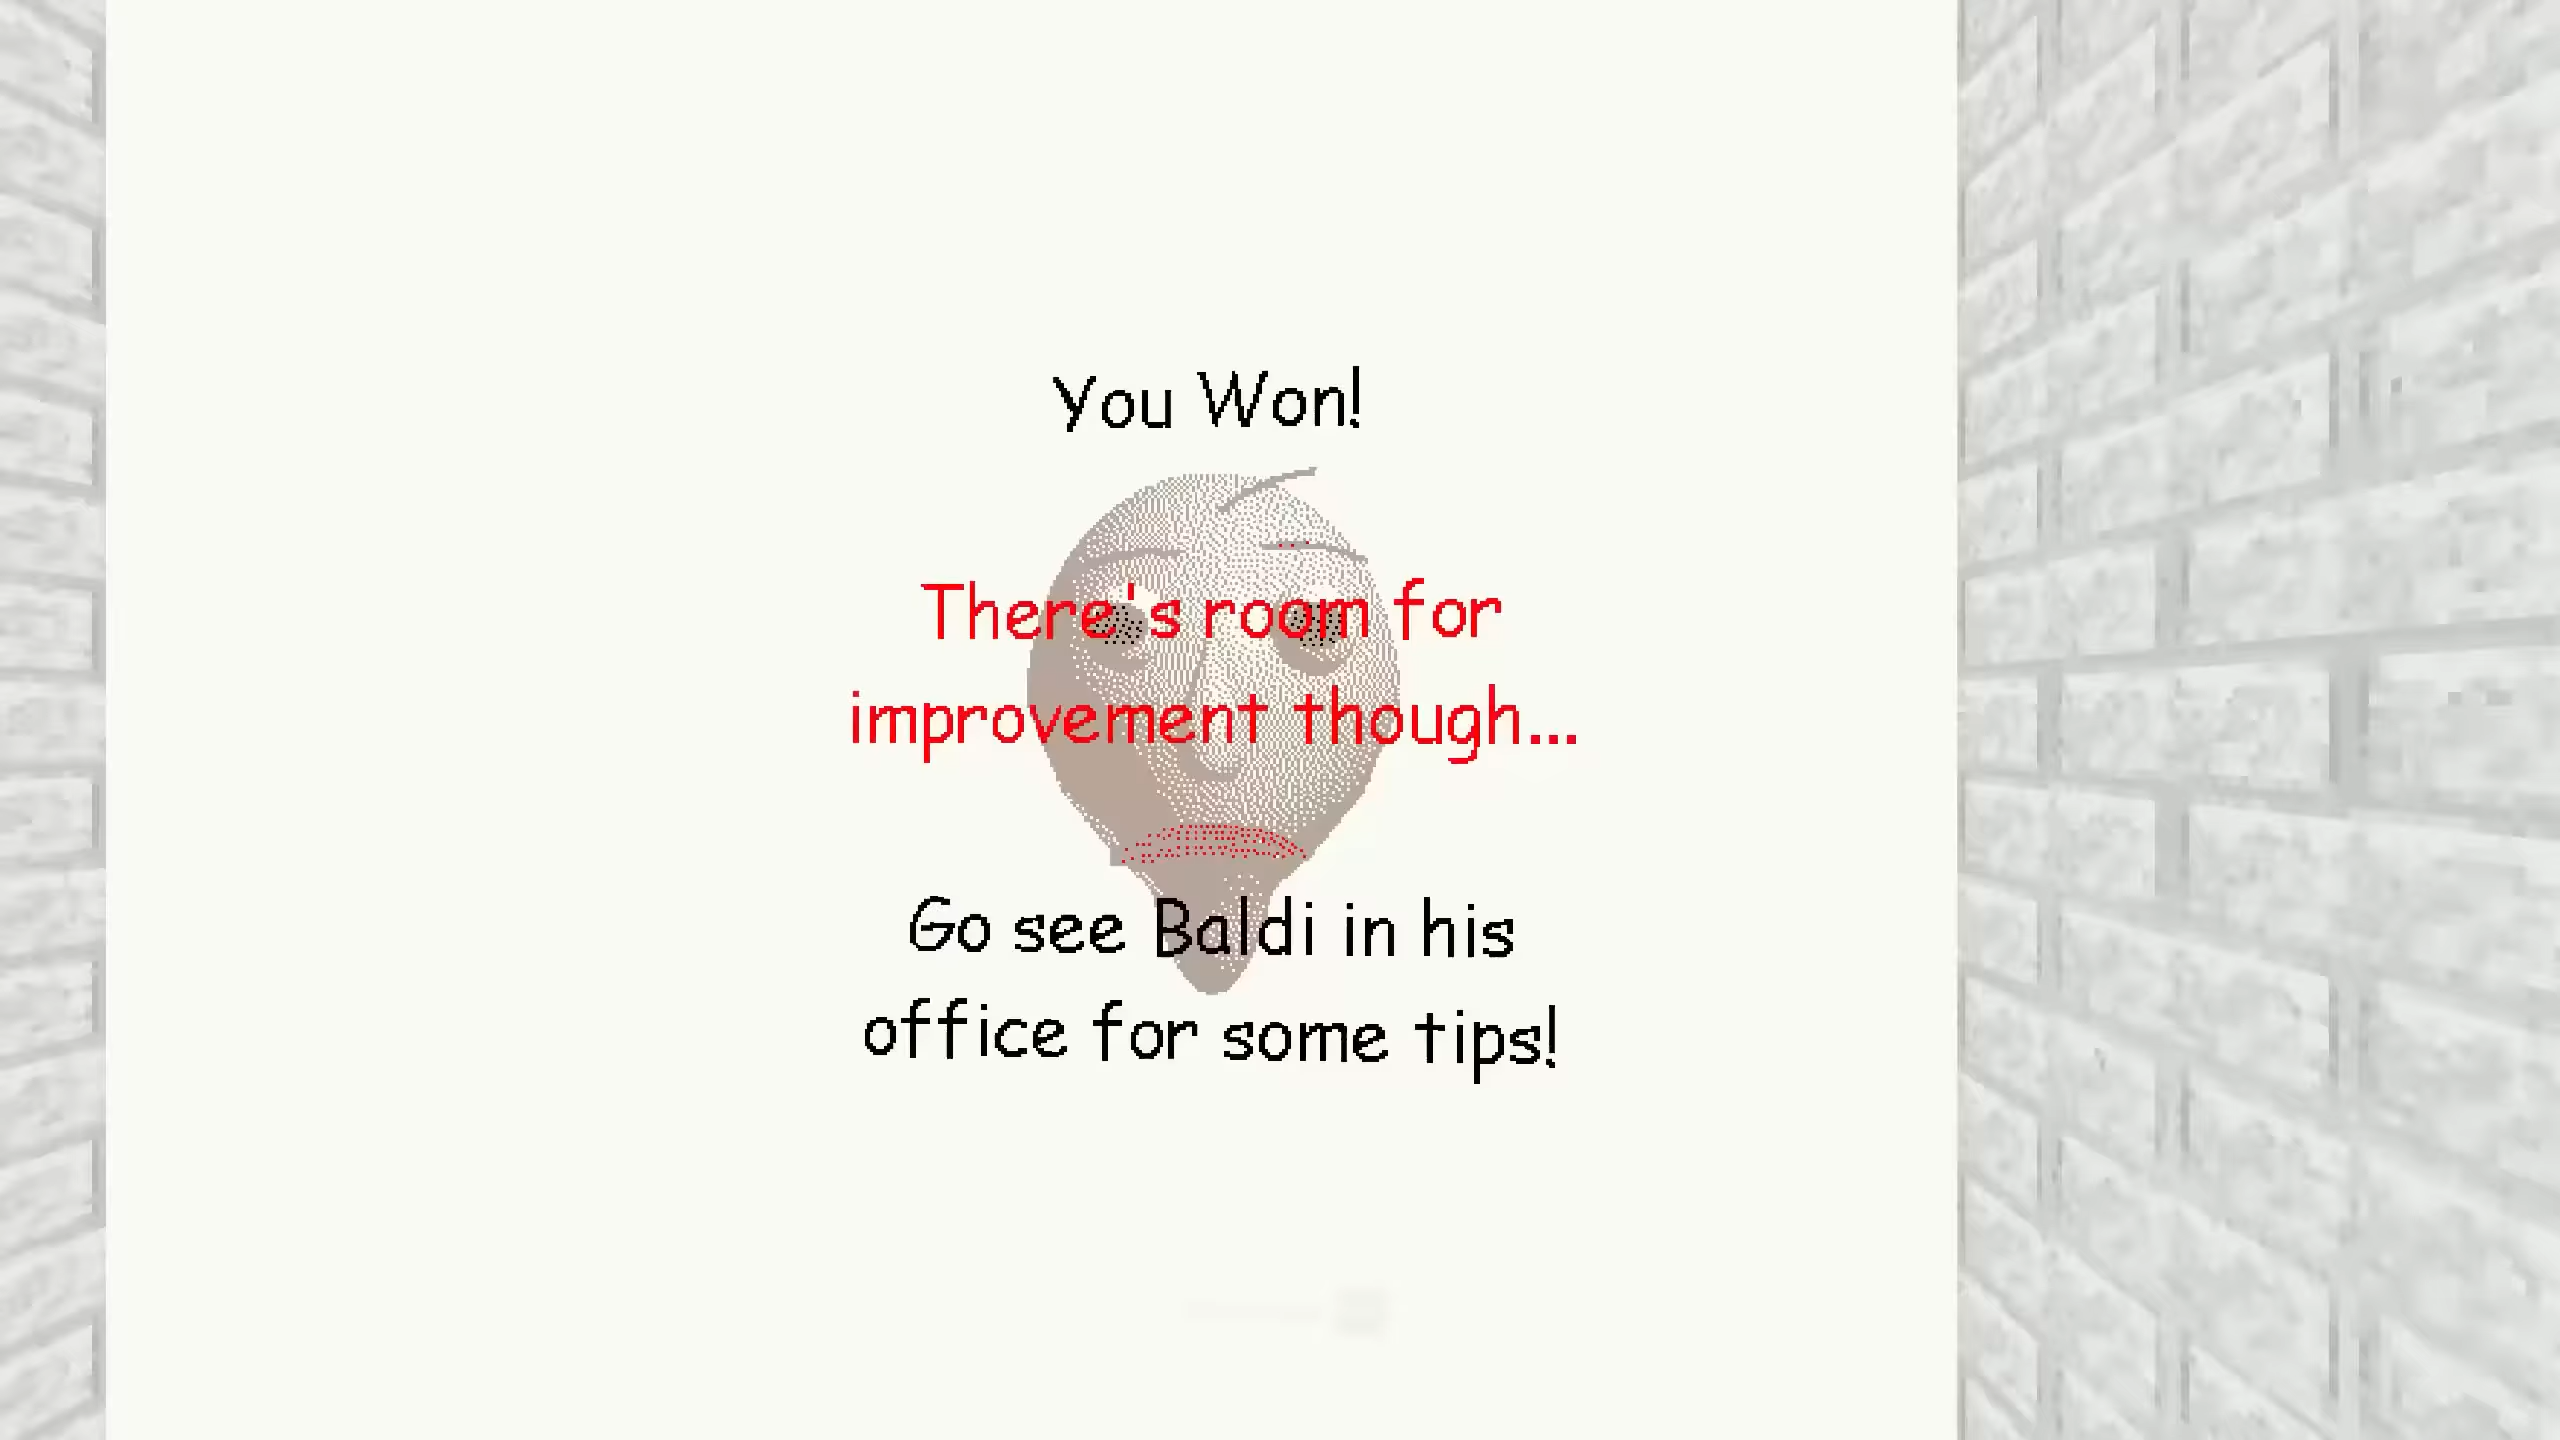 You Won!
There's room for
improvement though...
Go see Baldi in his
office for some tips!